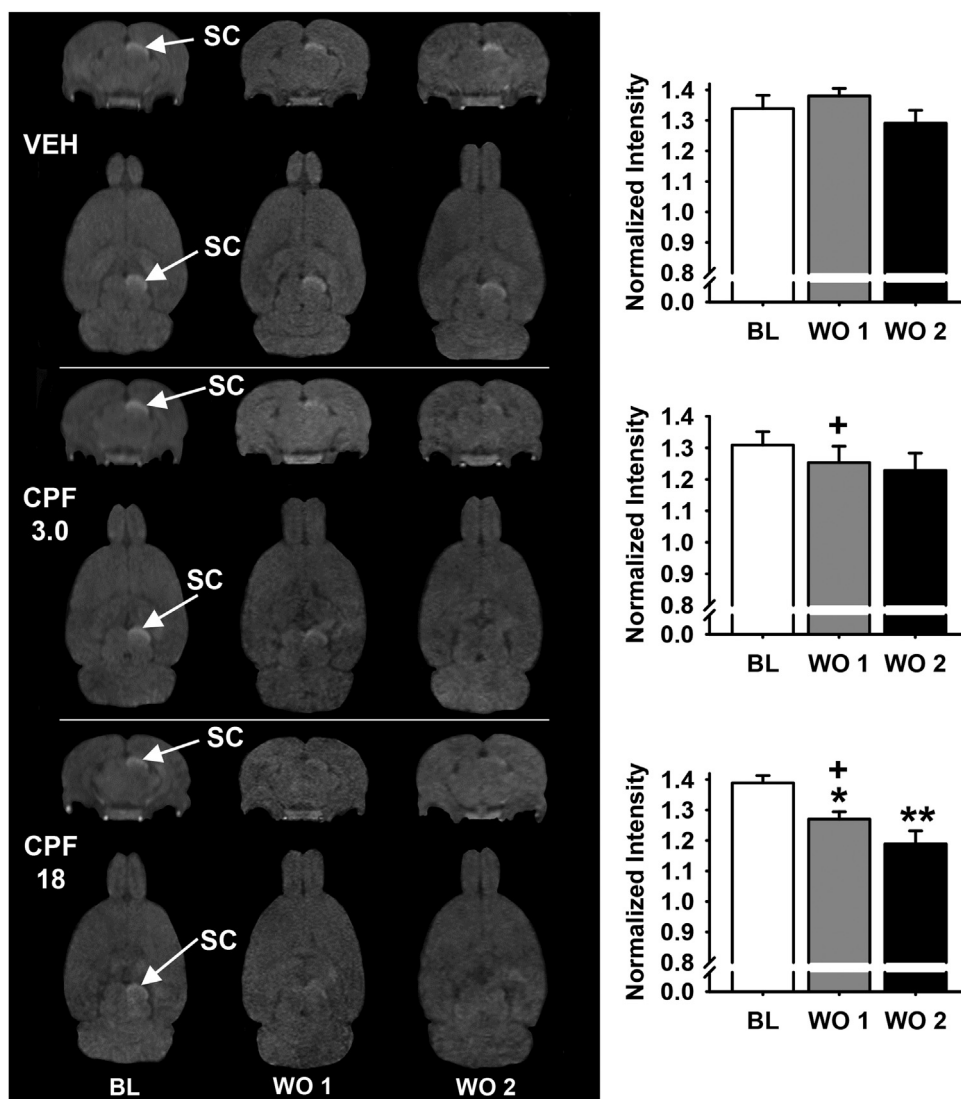 SC
VEH
SC
SC
CPF
3.0
SC
SC
CPF
18
SC
BL WO 1 WO 2
Normalized Intensity
1.4
1.3
1.2
1.1
1.0
0.9
0.8
0.0
BL WO 1 WO 2
Normalized Intensity
1.4
1.3
1.2
1.1
1.0
0.9
0.8
0.0
+
BL WO 1 WO 2
Normalized Intensity
1.4
1.3
1.2
1.1
1.0
0.9
0.8
0.0
+
*
**
BL WO 1 WO 2